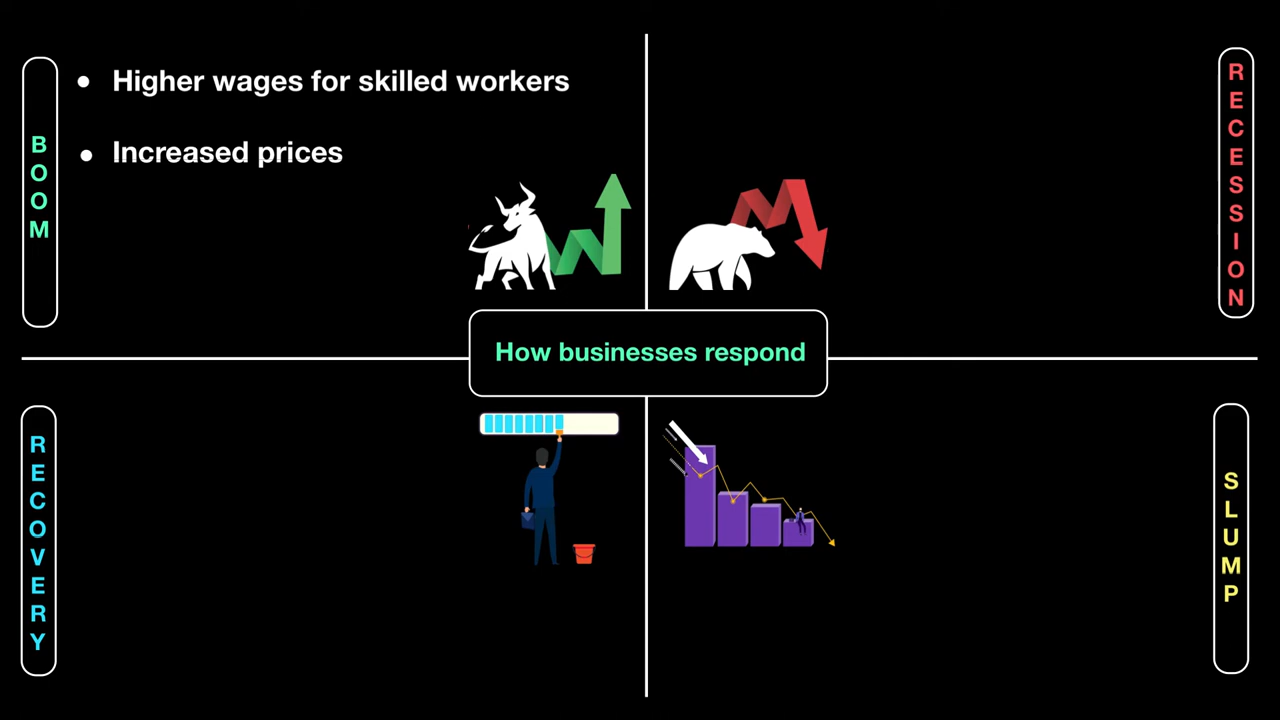 BOOM
• Higher wages for skilled workers
• Increased prices
RECESSION
How businesses respond
RECOVERY
SLUMP